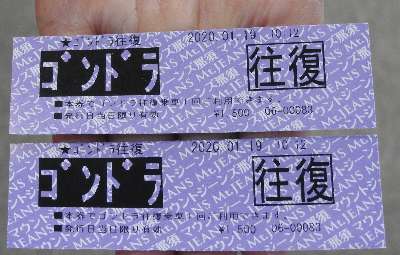 ★ゴンドラ往復 2020.01.19 10:12
ゴンドラ 往復
■本券でゴンドラ往復乗車1回ご利用できます。
■発行日当日限り有効 ¥1,500 06-00083
★ゴンドラ往復 2020.01.19 10:12
ゴンドラ 往復
■本券でゴンドラ往復乗車1回ご利用できます。
■発行日当日限り有効 ¥1,500 06-00083